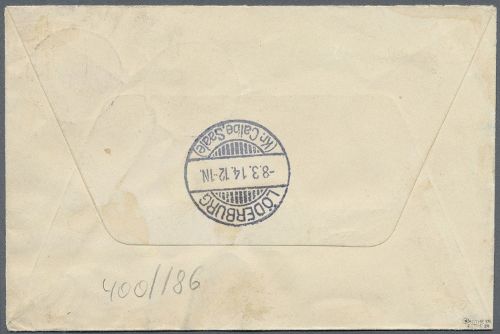 LÖDERBURG
-8.3.14.12-1N.
(Kr. Calbe, Saale)
400/186